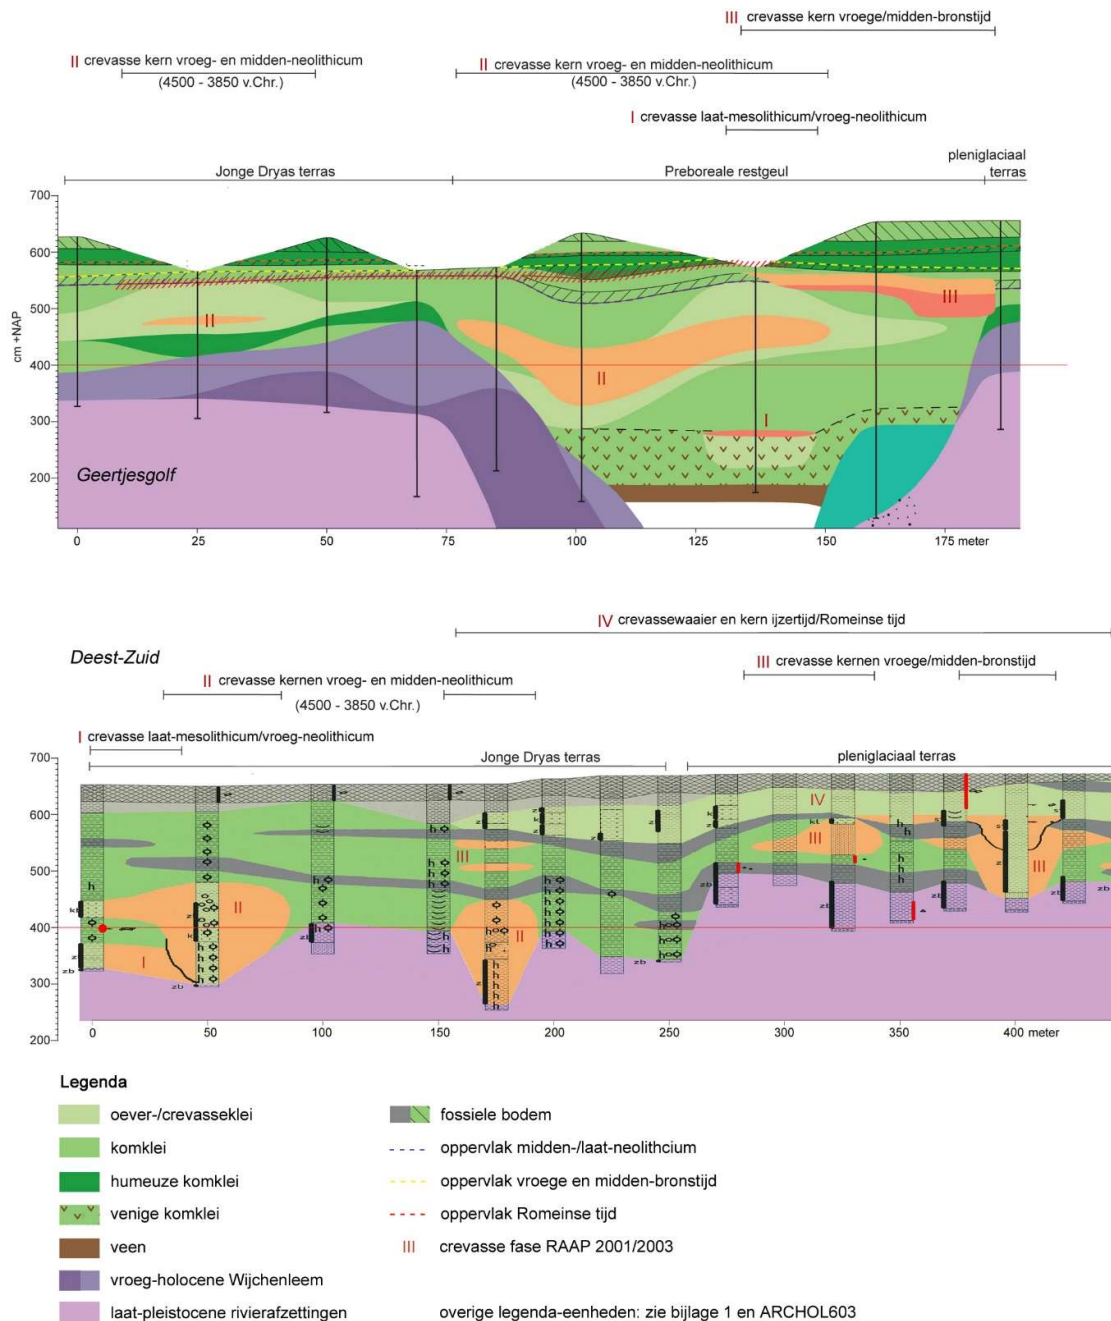 III crevasse kern vroege/midden-bronstijd
II crevasse kern vroeg- en midden-neolithicum
(4500 - 3850 v.Chr.)
II crevasse kern vroeg- en midden-neolithicum
(4500 - 3850 v.Chr.)
I crevasse laat-mesolithicum/vroeg-neolithicum
Jonge Dryas terras
Preboreale restgeul
pleniglaciaal
terras
700
600
500
400
300
200
cm +NAP
II
II
III
I
Geertjesgolf
0 25 50 75 100 125 150 175 meter
IV crevassewaaier en kern ijzertijd/Romeinse tijd
Deest-Zuid
III crevasse kernen vroege/midden-bronstijd
II crevasse kernen vroeg- en midden-neolithicum
(4500 - 3850 v.Chr.)
I crevasse laat-mesolithicum/vroeg-neolithicum
Jonge Dryas terras
pleniglaciaal terras
700
600
500
400
300
200
IV
III
III
III
II
II
I
0 50 100 150 200 250 300 350 400 meter
Legenda
oever-/crevasseklei
komklei
humeuze komklei
venige komklei
veen
vroeg-holocene Wijchenleem
laat-pleistocene rivierafzettingen
fossiele bodem
oppervlak midden-/laat-neolithcium
oppervlak vroege en midden-bronstijd
oppervlak Romeinse tijd
III crevasse fase RAAP 2001/2003
overige legenda-eenheden: zie bijlage 1 en ARCHOL603